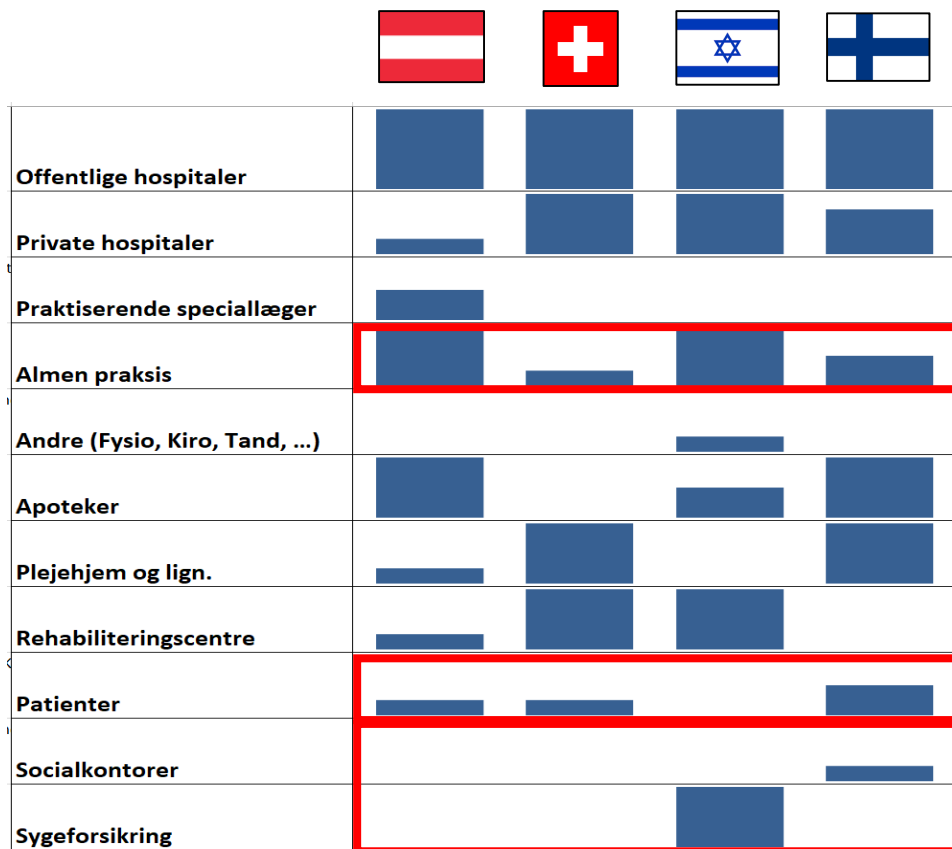 Offentlige hospitaler
Private hospitaler
Praktiserende speciallæger
Almen praksis
Andre (Fysio, Kiro, Tand, ...)
Apoteker
Plejehjem og lign.
Rehabiliteringscentre
Patienter
Socialkontorer
Sygeforsikring